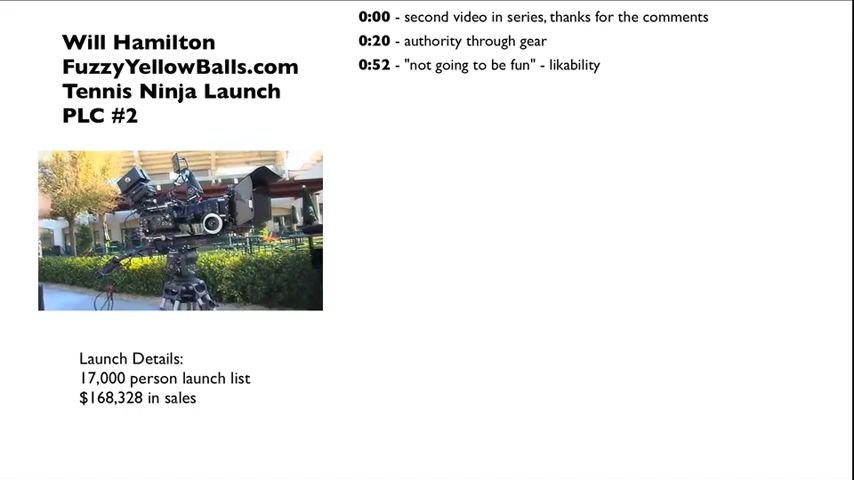 Will Hamilton
FuzzyYellowBalls.com
Tennis Ninja Launch
PLC #2
0:00 - second video in series, thanks for the comments
0:20 - authority through gear
0:52 - "not going to be fun" - likability
Launch Details:
17,000 person launch list
$168,328 in sales